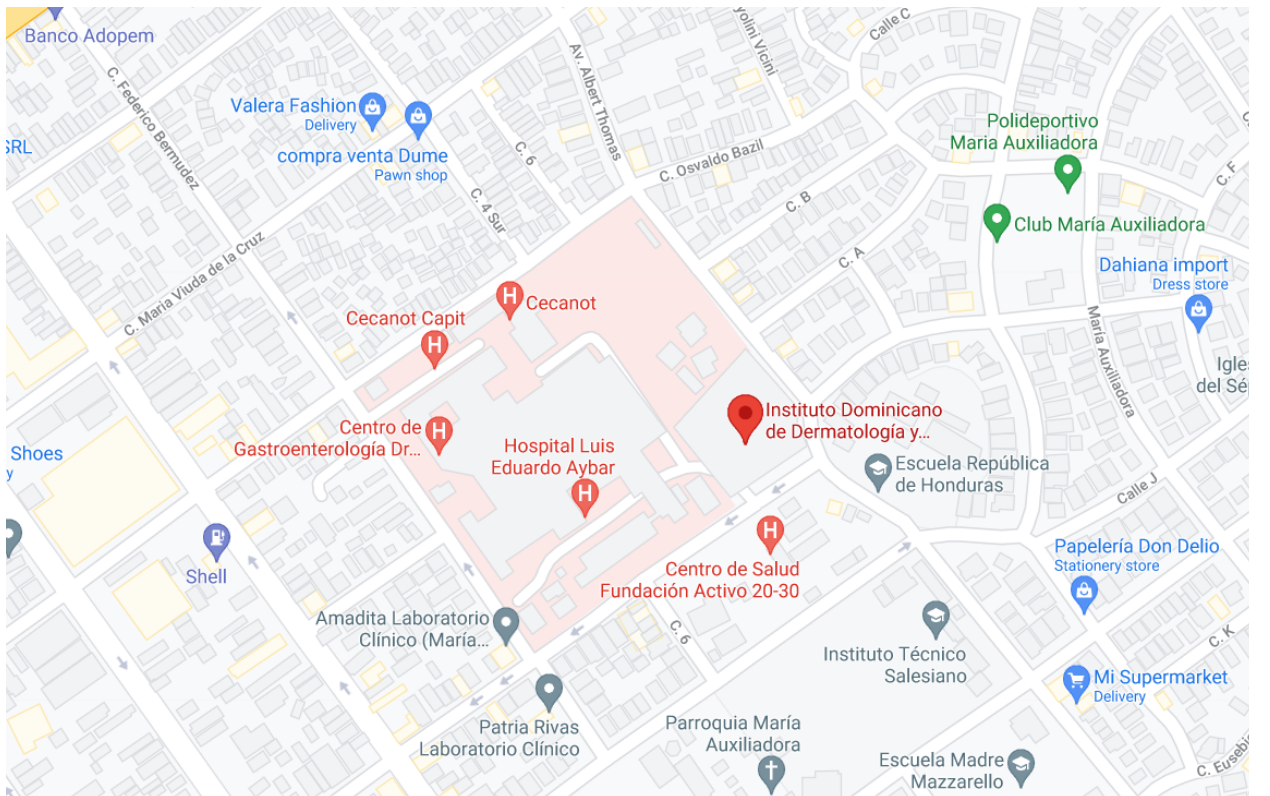 Banco Adopem
Calle C
yolini Vicini
Av. Albert Thomas
C. Federico Bermudez
Valera Fashion
Delivery
compra venta Dume
Pawn shop
SRL
C. 6
C. Osvaldo Bazil
Polideportivo
Maria Auxiliadora
C. F
C. 4 Sur
C. B
Club María Auxiliadora
C. Maria Viuda de la Cruz
C. A
Dahiana import
Dress store
Cecanot
Cecanot Capit
María Auxiliadora
Igle
del Sé
Instituto Dominicano
de Dermatología y...
Centro de
Gastroenterología Dr...
Hospital Luis
Eduardo Aybar
Shoes
y
Escuela República
de Honduras
Calle J
Shell
Centro de Salud
Fundación Activo 20-30
Papelería Don Delio
Stationery store
Amadita Laboratorio
Clínico (María...
C. 6
Instituto Técnico
Salesiano
C. K
Mi Supermarket
Delivery
Patria Rivas
Laboratorio Clínico
Parroquia María
Auxiliadora
Escuela Madre
Mazzarello
C. Eusebio